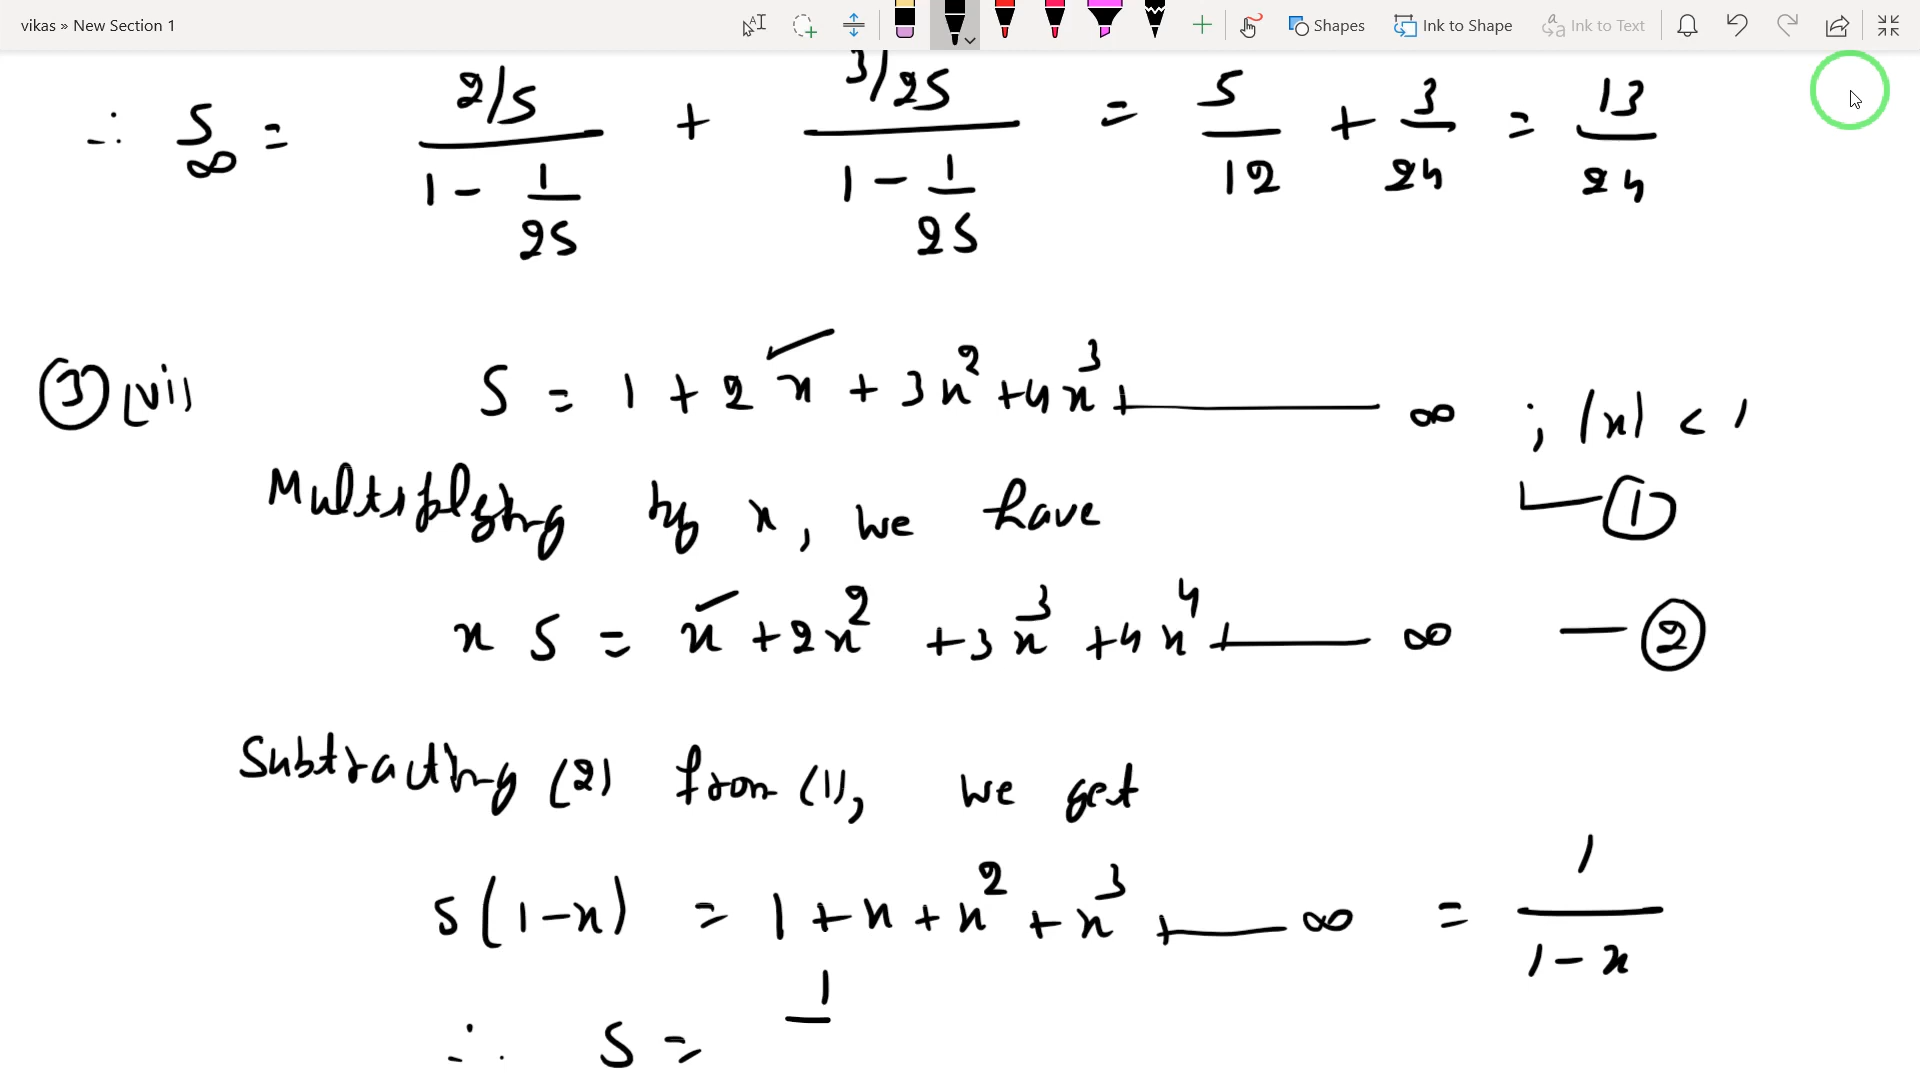 vikas » New Section 1
Shapes Ink to Shape Ink to Text
∴ S∞ = (2/5)/(1 - 1/25) + (3/25)/(1 - 1/25) = 5/12 + 3/24 = 13/24
③ (vi) S = 1 + 2x + 3x² + 4x³ + ――― ∞ ; |x| < 1
Multiplying by x, we have ―①
x S = x + 2x² + 3x³ + 4x⁴ + ――― ∞ ―②
Subtracting (2) from (1), we get
S(1-x) = 1 + x + x² + x³ + ――― ∞ = 1/(1-x)
∴ S = 1/